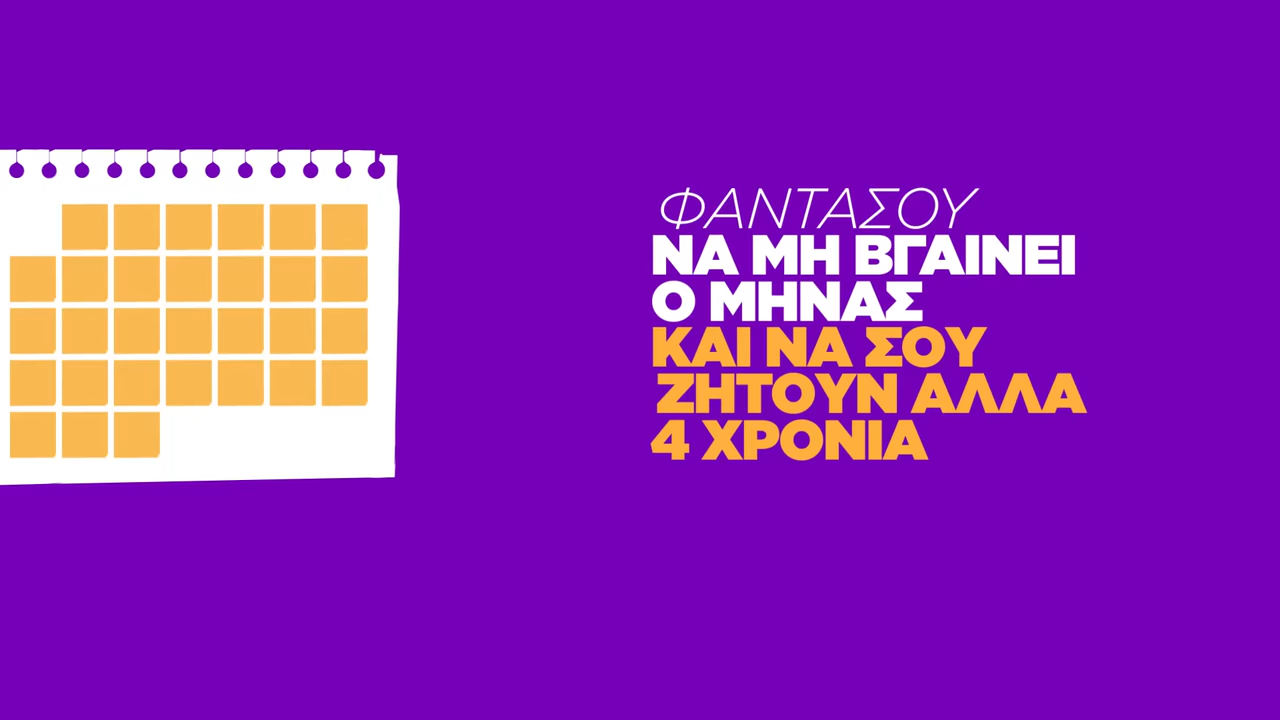 ΦΑΝΤΑΣΟΥ
ΝΑ ΜΗ ΒΓΑΙΝΕΙ
Ο ΜΗΝΑΣ
ΚΑΙ ΝΑ ΣΟΥ
ΖΗΤΟΥΝ ΑΛΛΑ
4 ΧΡΟΝΙΑ